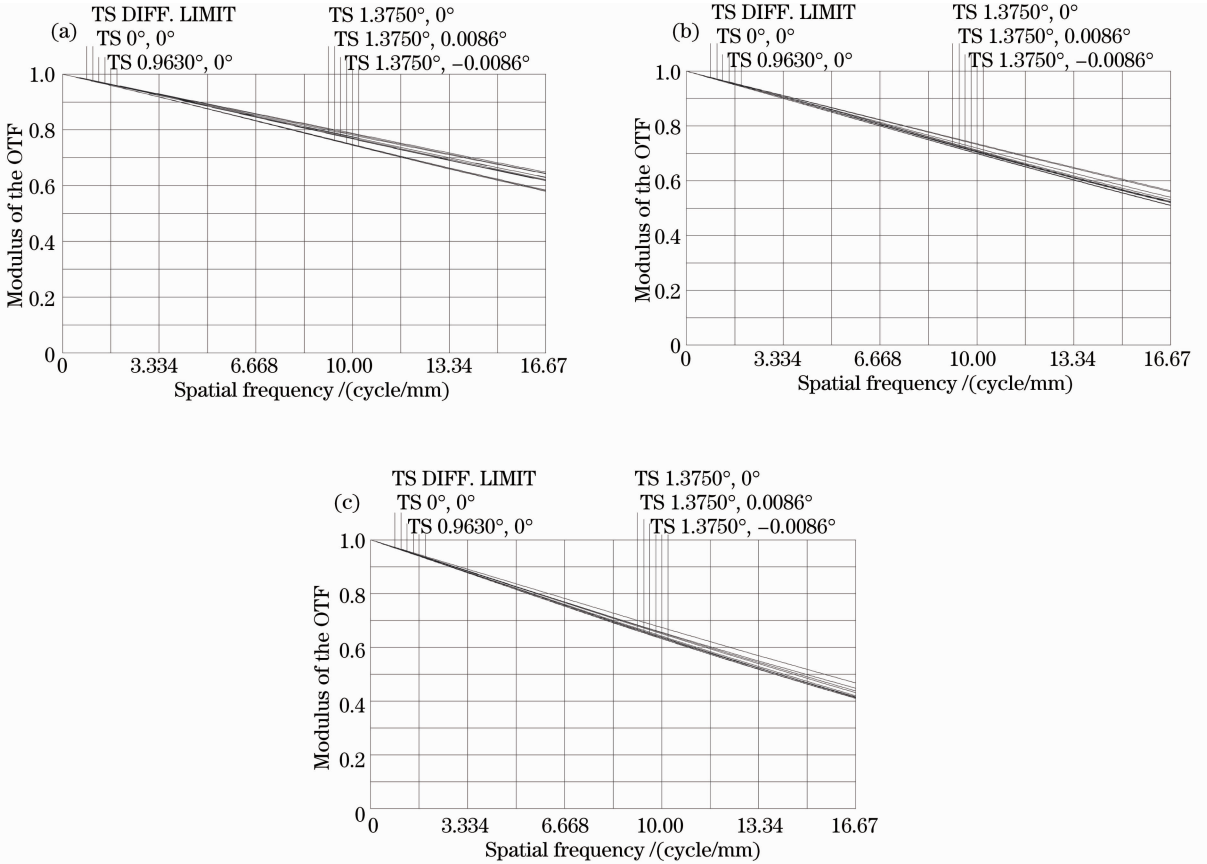 (a)
TS DIFF. LIMIT
TS 0°, 0°
TS 0.9630°, 0°
TS 1.3750°, 0°
TS 1.3750°, 0.0086°
TS 1.3750°, −0.0086°
Modulus of the OTF
1.0
0.8
0.6
0.4
0.2
0
0 3.334 6.668 10.00 13.34 16.67
Spatial frequency /(cycle/mm)
(b)
TS DIFF. LIMIT
TS 0°, 0°
TS 0.9630°, 0°
TS 1.3750°, 0°
TS 1.3750°, 0.0086°
TS 1.3750°, −0.0086°
Modulus of the OTF
1.0
0.8
0.6
0.4
0.2
0
0 3.334 6.668 10.00 13.34 16.67
Spatial frequency /(cycle/mm)
(c)
TS DIFF. LIMIT
TS 0°, 0°
TS 0.9630°, 0°
TS 1.3750°, 0°
TS 1.3750°, 0.0086°
TS 1.3750°, −0.0086°
Modulus of the OTF
1.0
0.8
0.6
0.4
0.2
0
0 3.334 6.668 10.00 13.34 16.67
Spatial frequency /(cycle/mm)